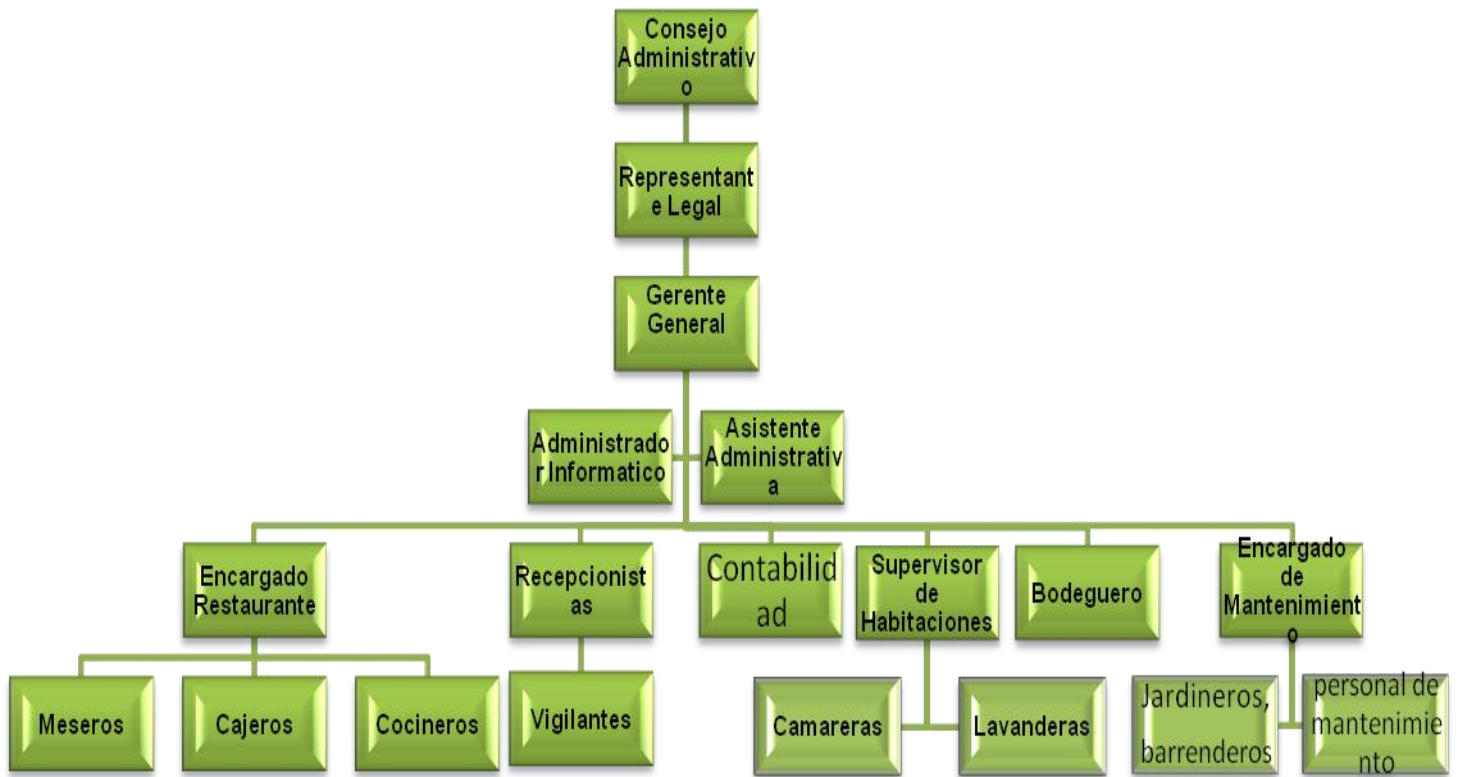 Consejo
Administrativ
o
Representant
e Legal
Gerente
General
Administrado
r Informatico
Asistente
Administrativ
a
Encargado
Restaurante
Recepcionist
as
Contabilid
ad
Supervisor
de
Habitaciones
Bodeguero
Encargado
de
Mantenimient
o
Meseros
Cajeros
Cocineros
Vigilantes
Camareras
Lavanderas
Jardineros,
barrenderos
personal de
mantenimie
nto